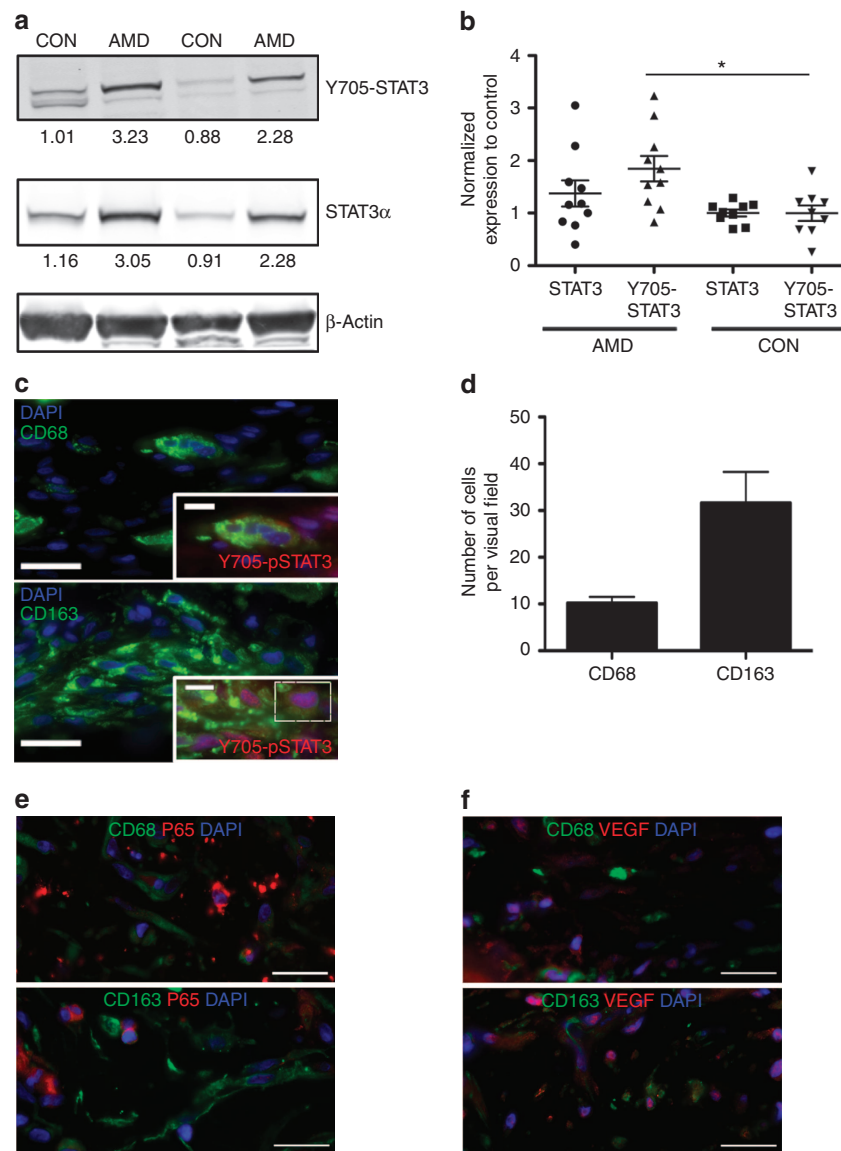 a
CON AMD CON AMD
Y705-STAT3
1.01 3.23 0.88 2.28
STAT3α
1.16 3.05 0.91 2.28
β-Actin
b
Normalized
expression to control
4
3
2
1
0
*
STAT3 Y705-STAT3 STAT3 Y705-STAT3
AMD CON
c
DAPI
CD68
Y705-pSTAT3
DAPI
CD163
Y705-pSTAT3
d
Number of cells
per visual field
50
40
30
20
10
0
CD68 CD163
e
CD68 P65 DAPI
CD163 P65 DAPI
f
CD68 VEGF DAPI
CD163 VEGF DAPI